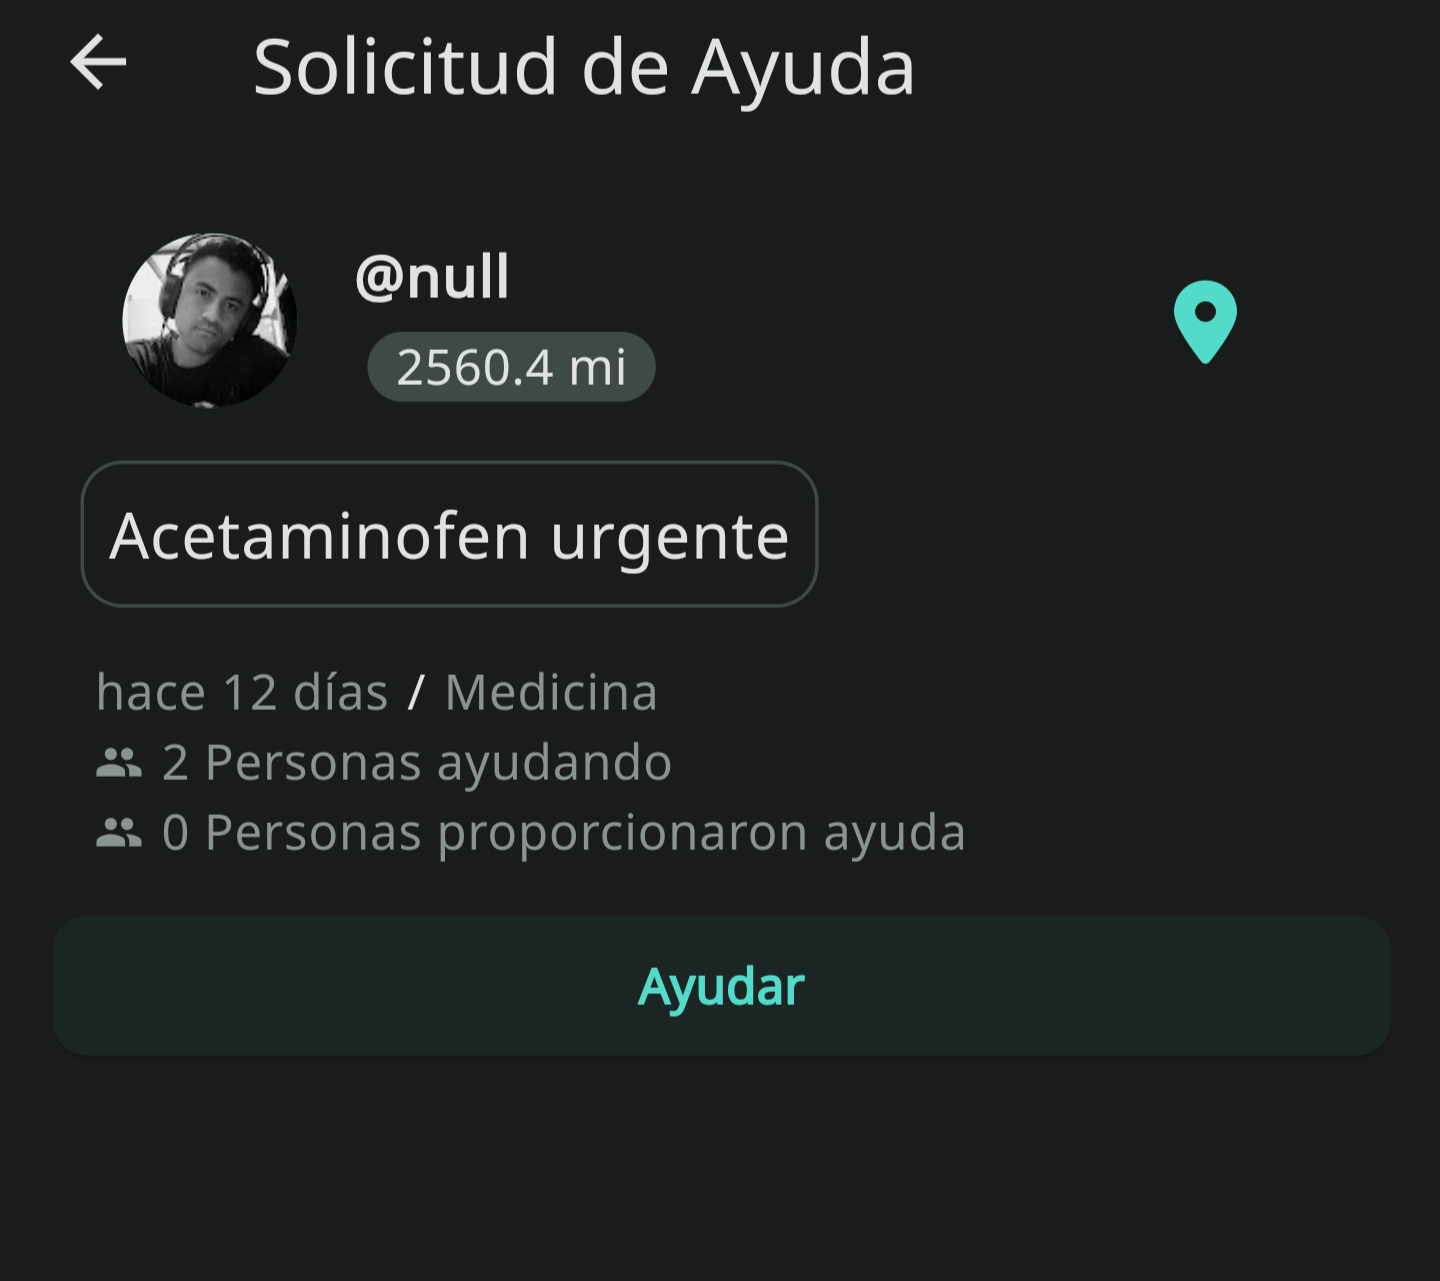 Solicitud de Ayuda
@null
2560.4 mi
Acetaminofen urgente
hace 12 días / Medicina
2 Personas ayudando
0 Personas proporcionaron ayuda
Ayudar